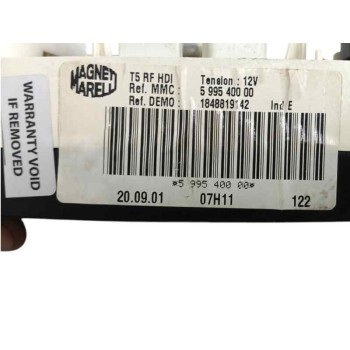 MAGNETI MARELLI
T5 RF HDI Tension : 12V
Ref. MMC : 5 995 400 00
Ref. DEMO : 1848819142 Ind E
*5 995 400 00*
20.09.01 07H11 122
WARRANTY VOID
IF REMOVED